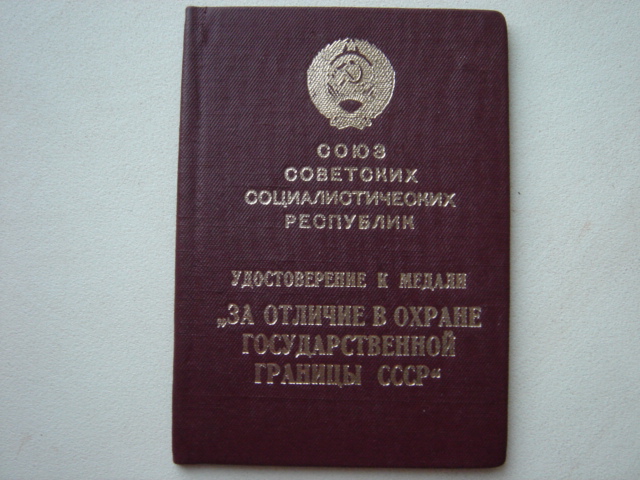 СОЮЗ
СОВЕТСКИХ
СОЦИАЛИСТИЧЕСКИХ
РЕСПУБЛИК
УДОСТОВЕРЕНИЕ К МЕДАЛИ
„ЗА ОТЛИЧИЕ В ОХРАНЕ
ГОСУДАРСТВЕННОЙ
ГРАНИЦЫ СССР“